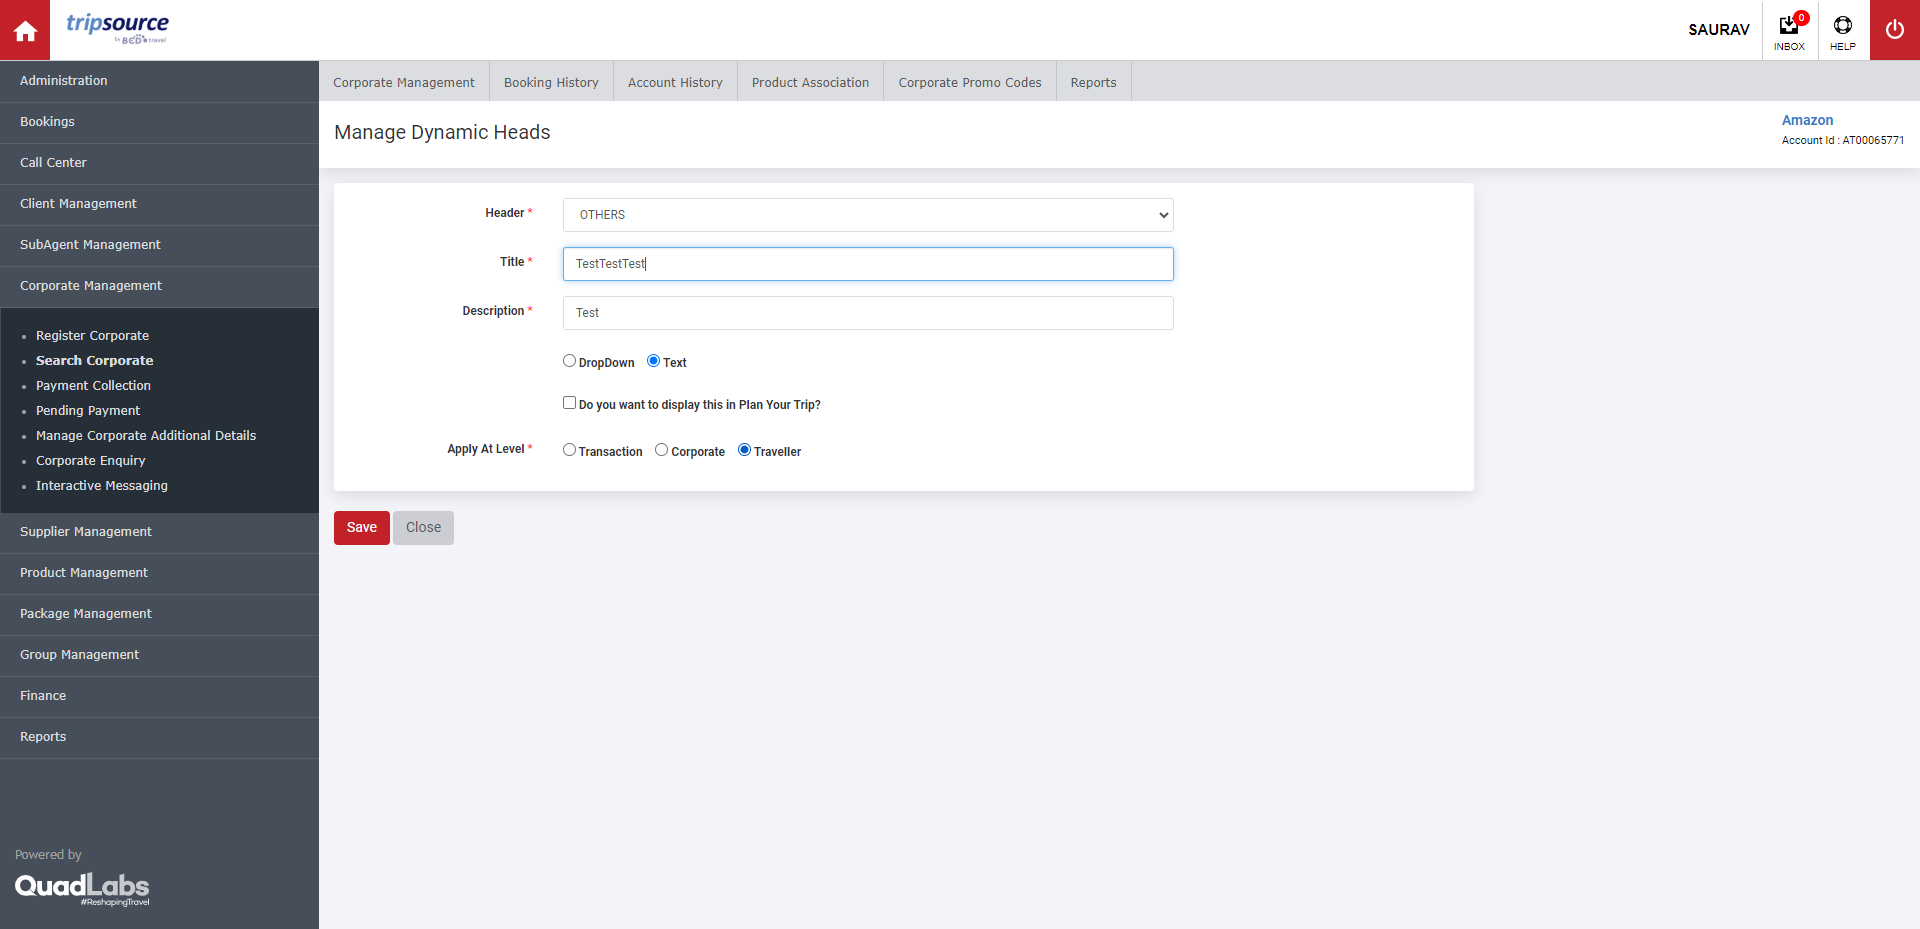 tripsource
by BCD travel
SAURAV
0
INBOX
HELP
Administration
Bookings
Call Center
Client Management
SubAgent Management
Corporate Management
Register Corporate
Search Corporate
Payment Collection
Pending Payment
Manage Corporate Additional Details
Corporate Enquiry
Interactive Messaging
Supplier Management
Product Management
Package Management
Group Management
Finance
Reports
Powered by
QuadLabs
#ReshapingTravel
Corporate Management
Booking History
Account History
Product Association
Corporate Promo Codes
Reports
Manage Dynamic Heads
Amazon
Account Id : AT00065771
Header *
OTHERS
Title *
TestTestTest
Description *
Test
DropDown Text
Do you want to display this in Plan Your Trip?
Apply At Level *
Transaction Corporate Traveller
Save
Close